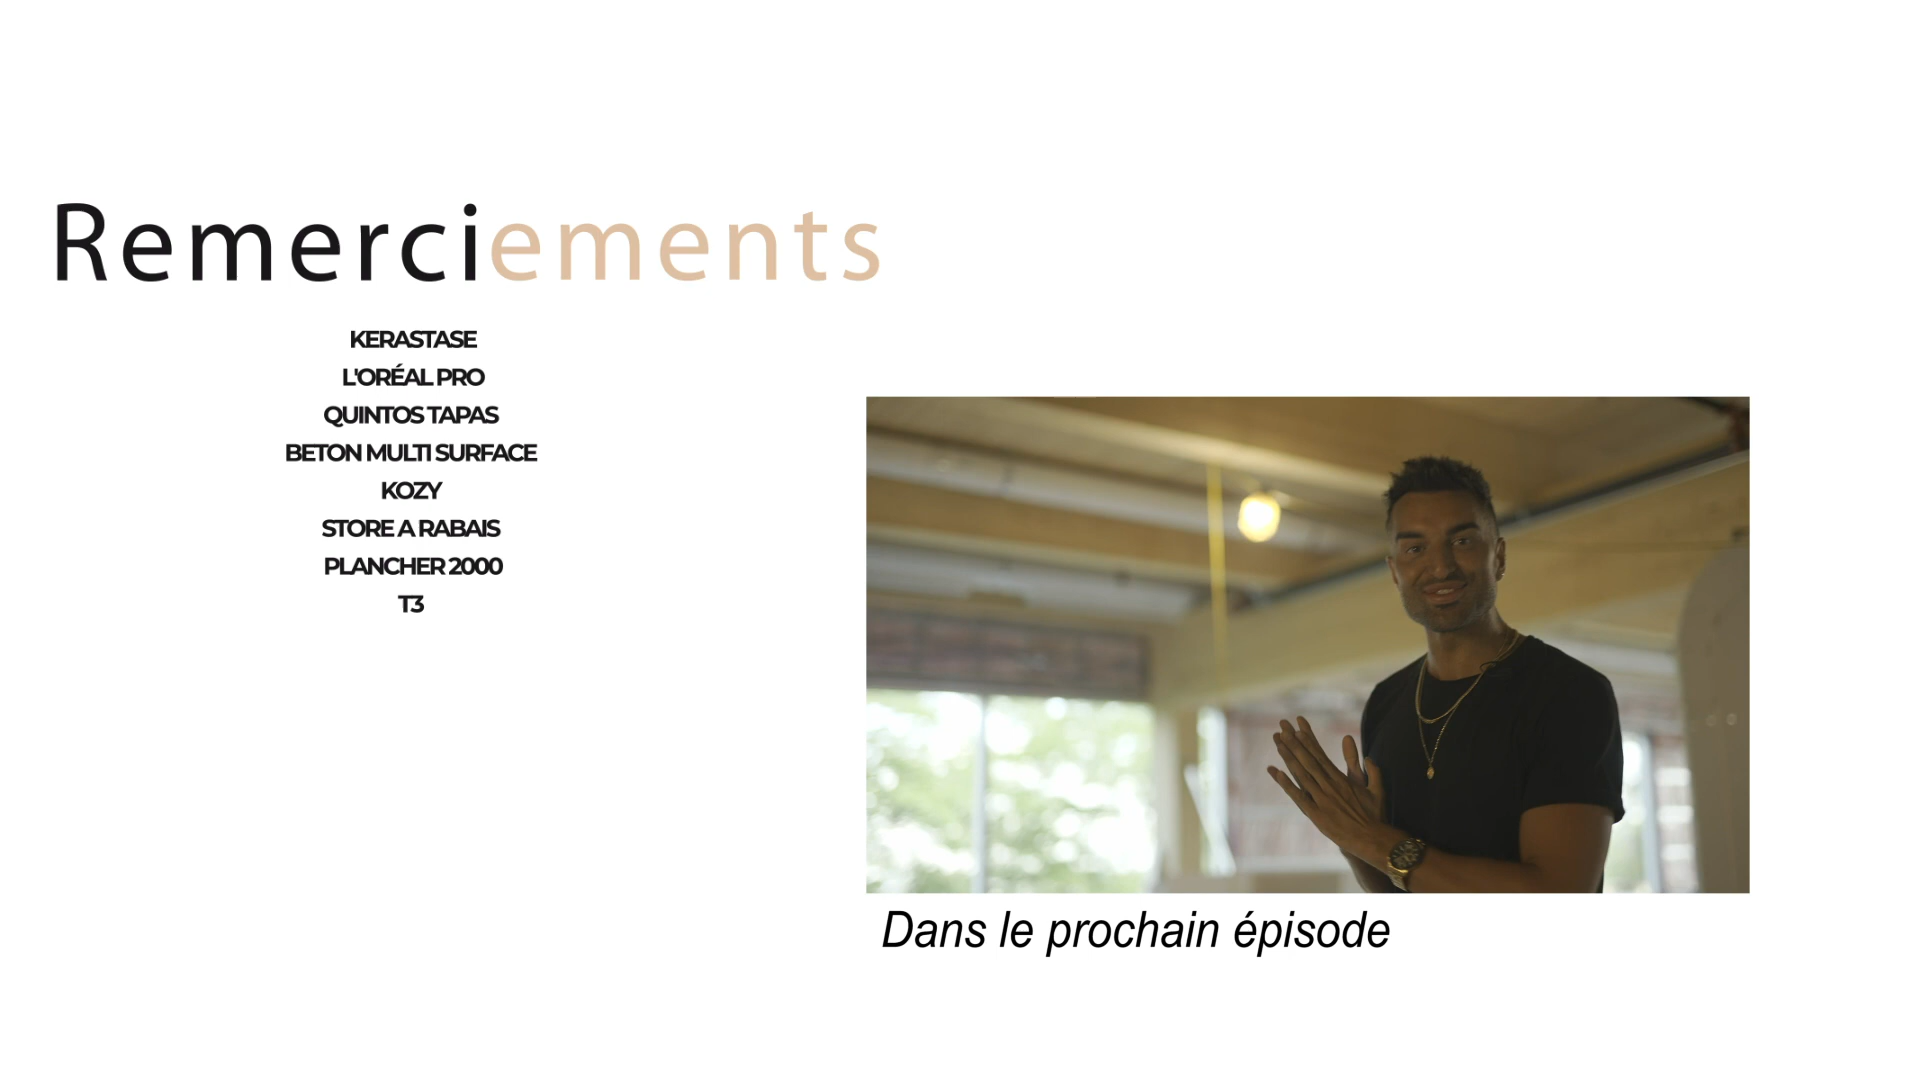 Remerciements
KERASTASE
L'ORÉAL PRO
QUINTOS TAPAS
BETON MULTI SURFACE
KOZY
STORE A RABAIS
PLANCHER 2000
T3
Dans le prochain épisode